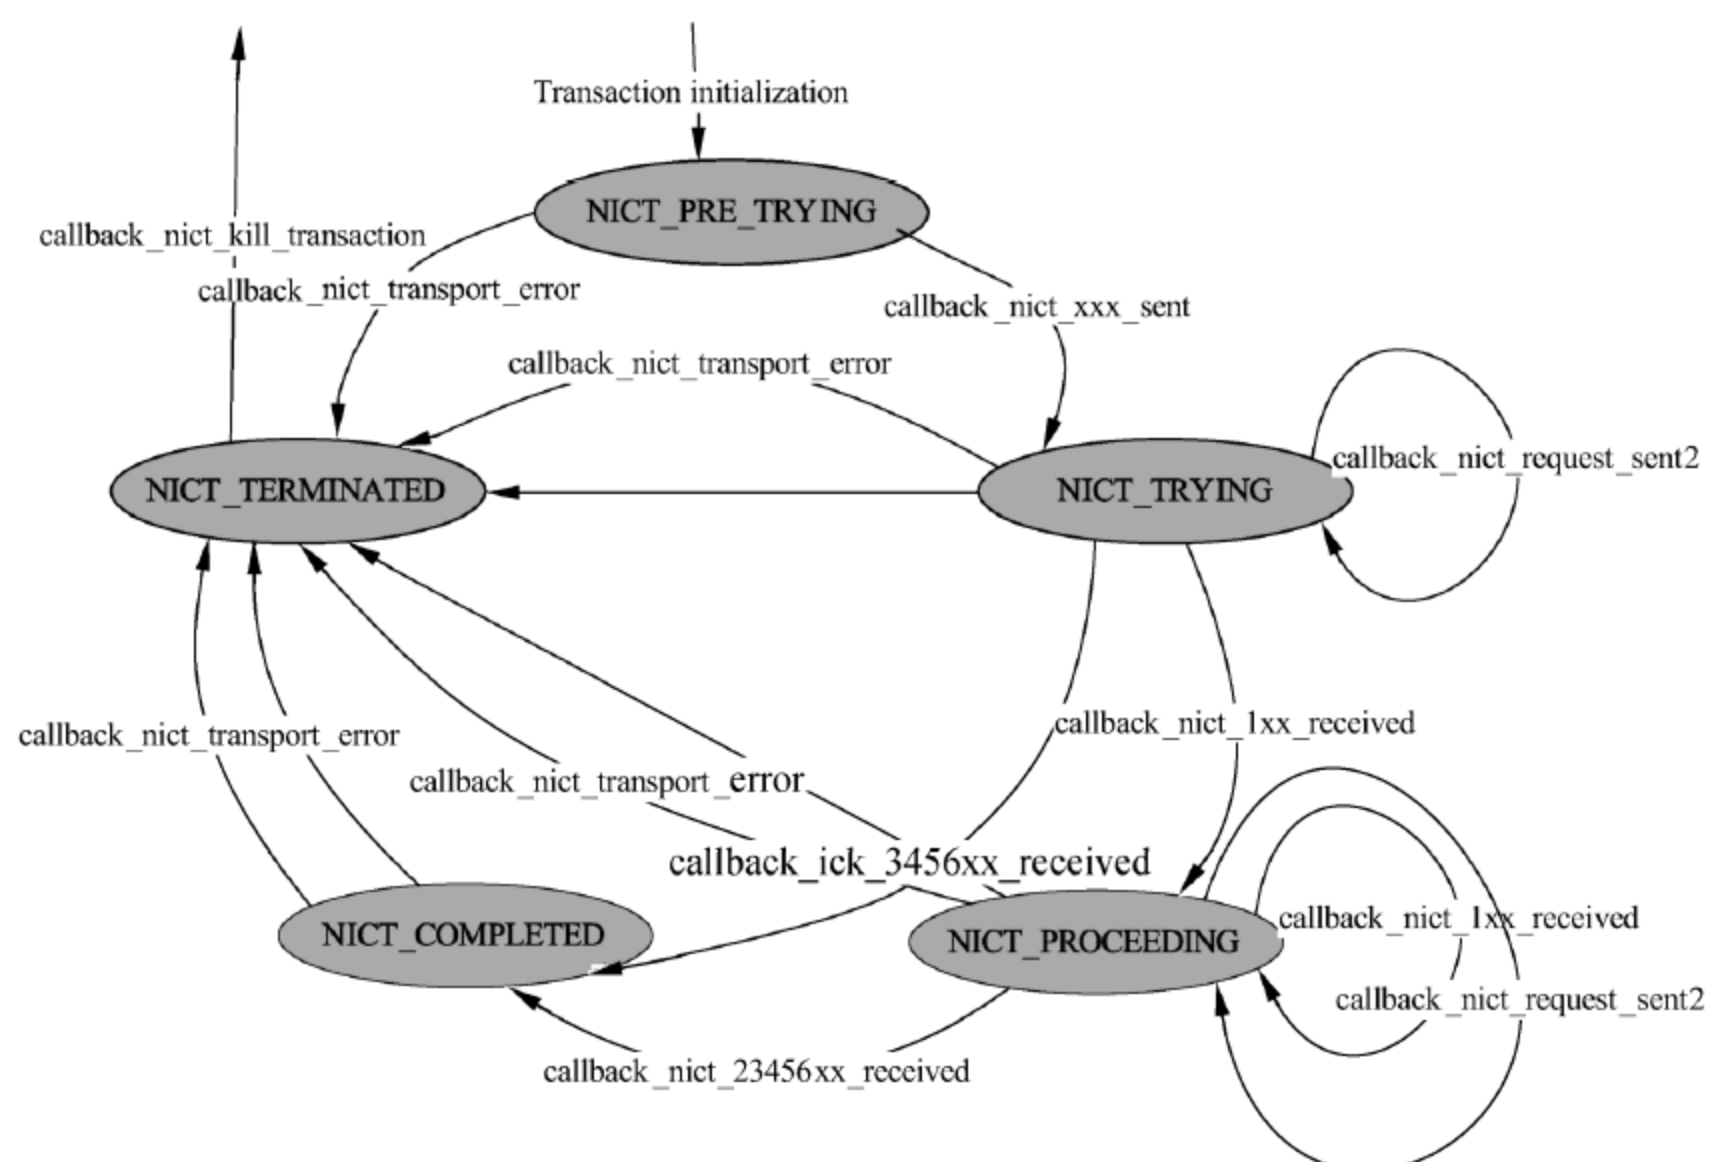 Transaction initialization
NICT_PRE_TRYING
callback_nict_kill_transaction
callback_nict_transport_error
callback_nict_xxx_sent
callback_nict_transport_error
callback_nict_request_sent2
NICT_TERMINATED
NICT_TRYING
callback_nict_1xx_received
callback_nict_transport_error
callback_nict_transport_error
callback_ick_3456xx_received
callback_nict_1xx_received
NICT_COMPLETED
NICT_PROCEEDING
callback_nict_request_sent2
callback_nict_23456xx_received